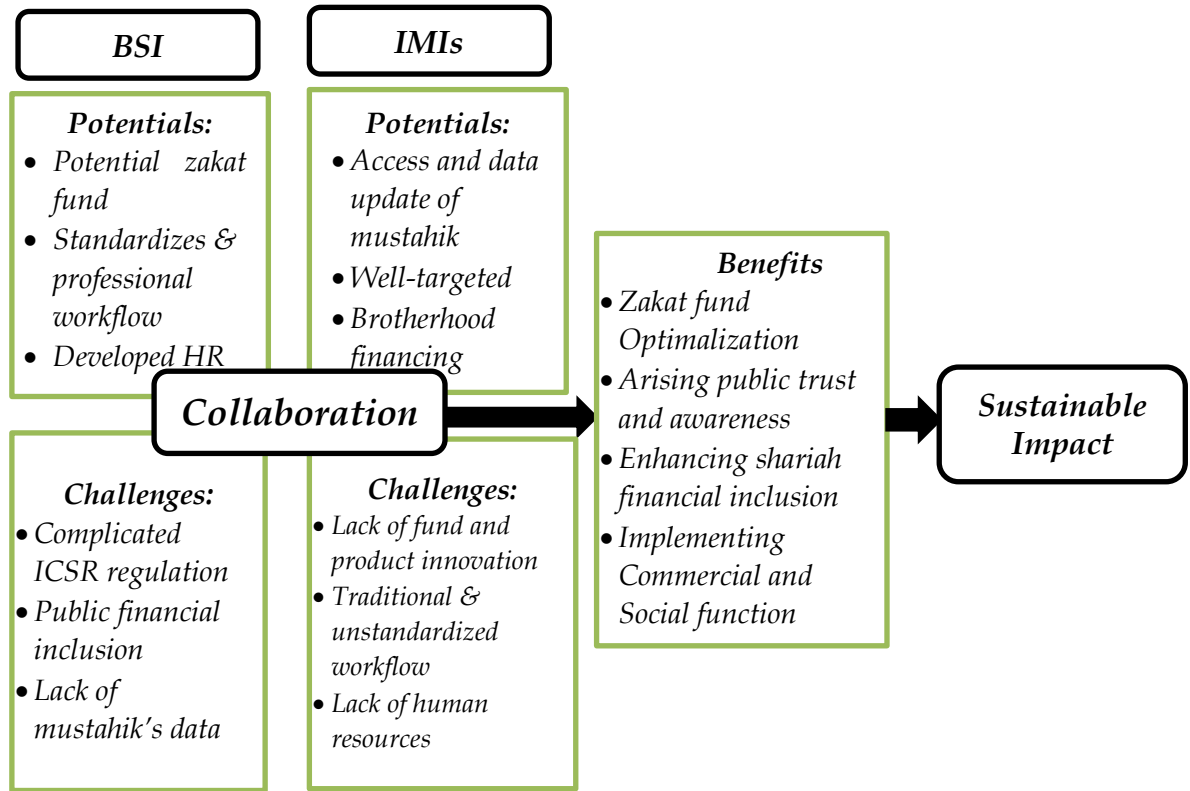 BSI
Potentials:
• Potential zakat
fund
• Standardizes &
professional
workflow
• Developed HR
IMIs
Potentials:
• Access and data
update of
mustahik
• Well-targeted
• Brotherhood
financing
Collaboration
Challenges:
• Complicated
ICSR regulation
• Public financial
inclusion
• Lack of
mustahik's data
Challenges:
• Lack of fund and
product innovation
• Traditional &
unstandardized
workflow
• Lack of human
resources
Benefits
• Zakat fund
Optimalization
• Arising public trust
and awareness
• Enhancing shariah
financial inclusion
• Implementing
Commercial and
Social function
Sustainable
Impact